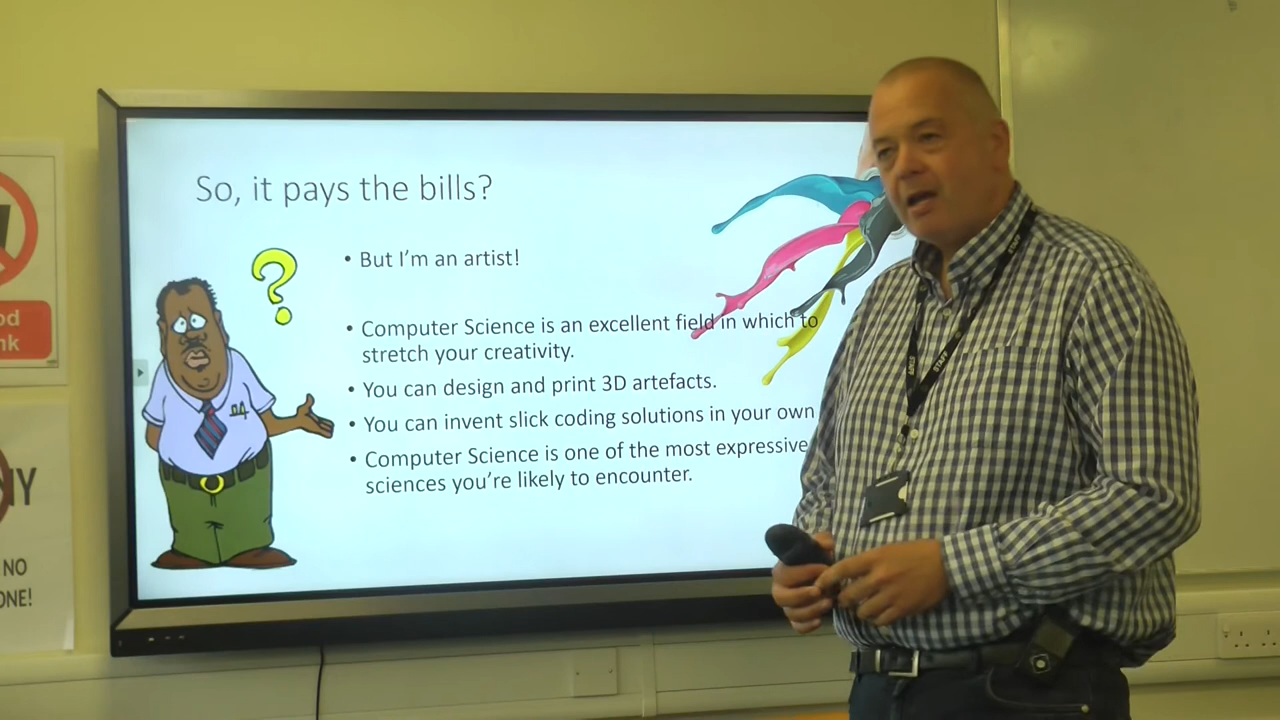 So, it pays the bills?
• But I'm an artist!
• Computer Science is an excellent field in which to
stretch your creativity.
• You can design and print 3D artefacts.
• You can invent slick coding solutions in your own
• Computer Science is one of the most expressive
sciences you're likely to encounter.
STAFF
STAFF
NO